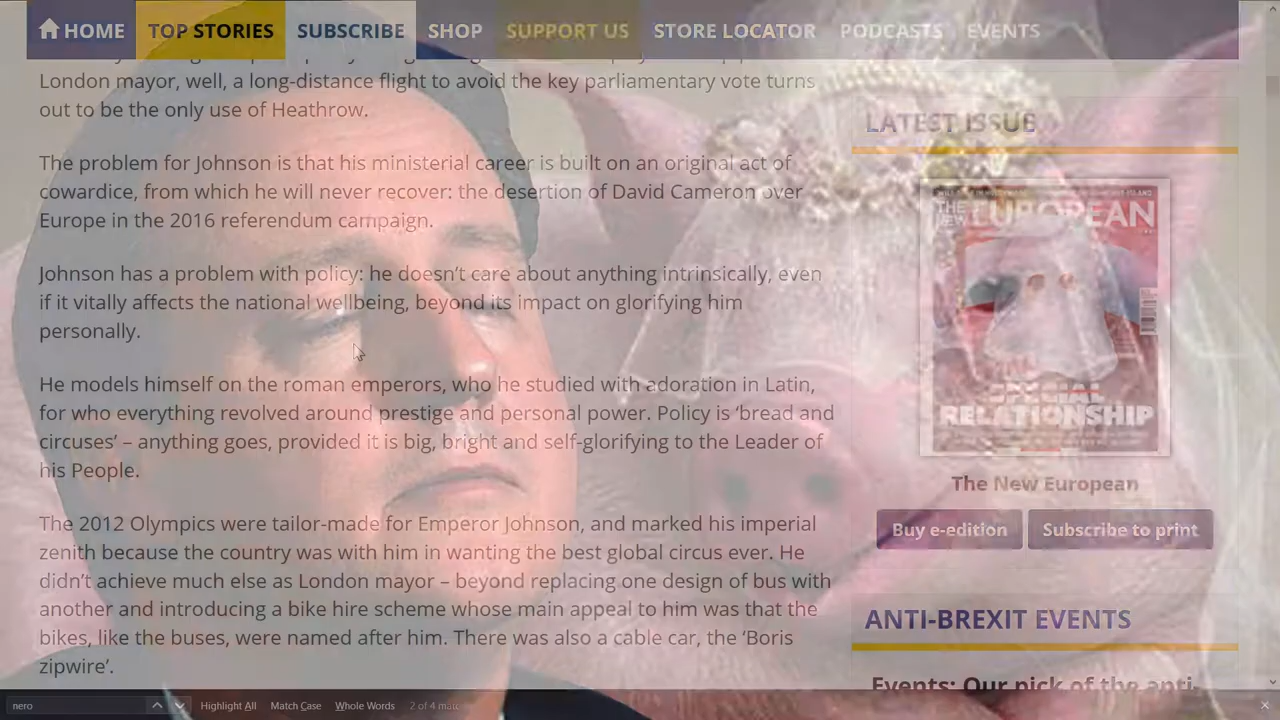 HOME TOP STORIES SUBSCRIBE SHOP SUPPORT US STORE LOCATOR PODCASTS EVENTS
London mayor, well, a long-distance flight to avoid the key parliamentary vote turns
out to be the only use of Heathrow.
The problem for Johnson is that his ministerial career is built on an original act of
cowardice, from which he will never recover: the desertion of David Cameron over
Europe in the 2016 referendum campaign.
Johnson has a problem with policy: he doesn’t care about anything intrinsically, even
if it vitally affects the national wellbeing, beyond its impact on glorifying him
personally.
He models himself on the roman emperors, who he studied with adoration in Latin,
for who everything revolved around prestige and personal power. Policy is ‘bread and
circuses’ – anything goes, provided it is big, bright and self-glorifying to the Leader of
his People.
The 2012 Olympics were tailor-made for Emperor Johnson, and marked his imperial
zenith because the country was with him in wanting the best global circus ever. He
didn’t achieve much else as London mayor – beyond replacing one design of bus with
another and introducing a bike hire scheme whose main appeal to him was that the
bikes, like the buses, were named after him. There was also a cable car, the ‘Boris
zipwire’.
LATEST ISSUE
THE NEW EUROPEAN
SPECIAL
RELATIONSHIP
The New European
Buy e-edition Subscribe to print
ANTI-BREXIT EVENTS
Events: Our pick of the anti-
nero Highlight All Match Case Whole Words 2 of 4